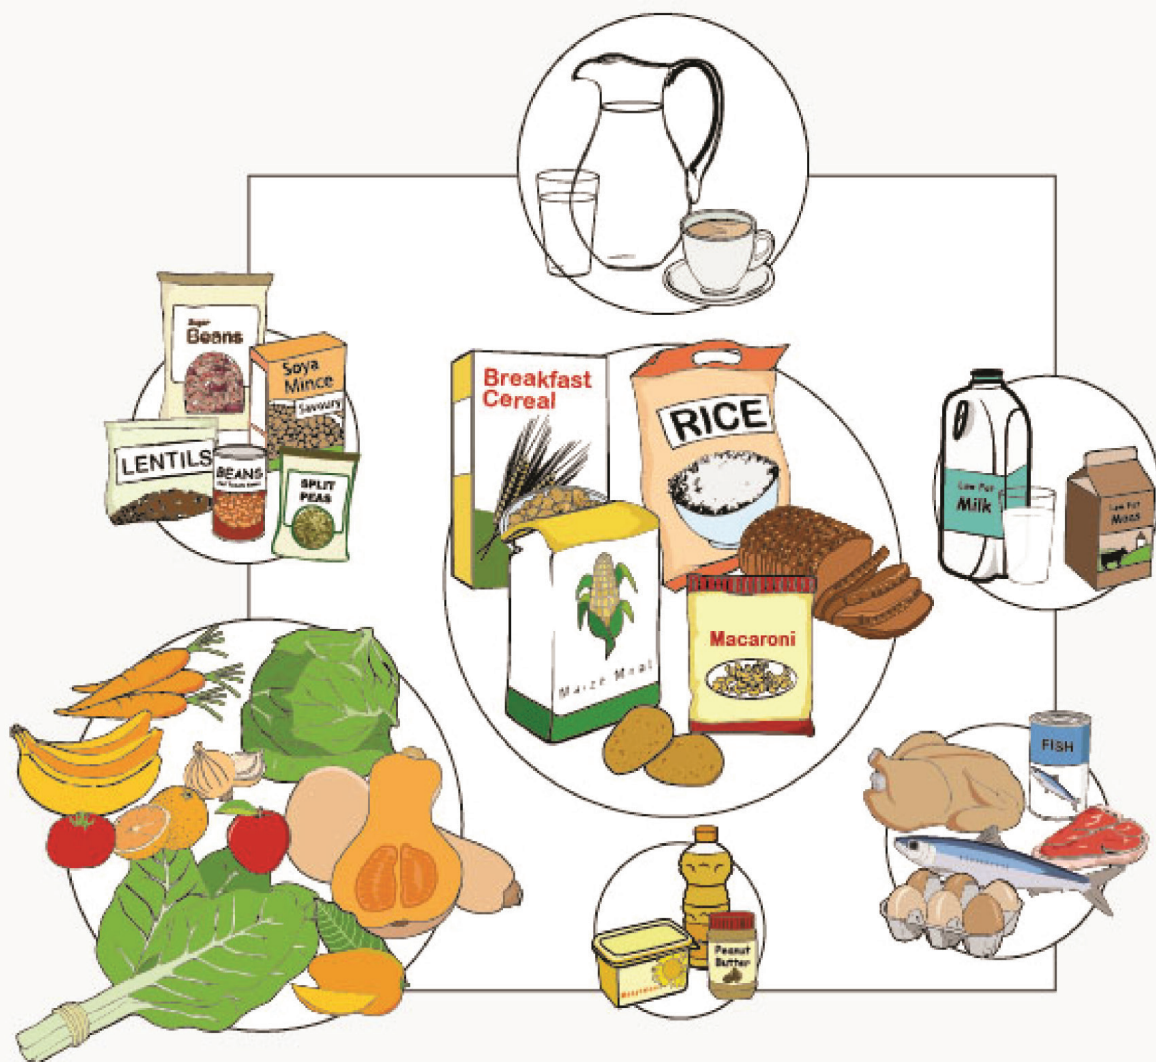 Sugar
Beans
Soya
Mince
Savoury
LENTILS
BEANS
SPLIT
PEAS
Breakfast
Cereal
RICE
Maize Meal
Macaroni
Low Fat
Milk
Low Fat
Maas
FISH
Peanut
Butter